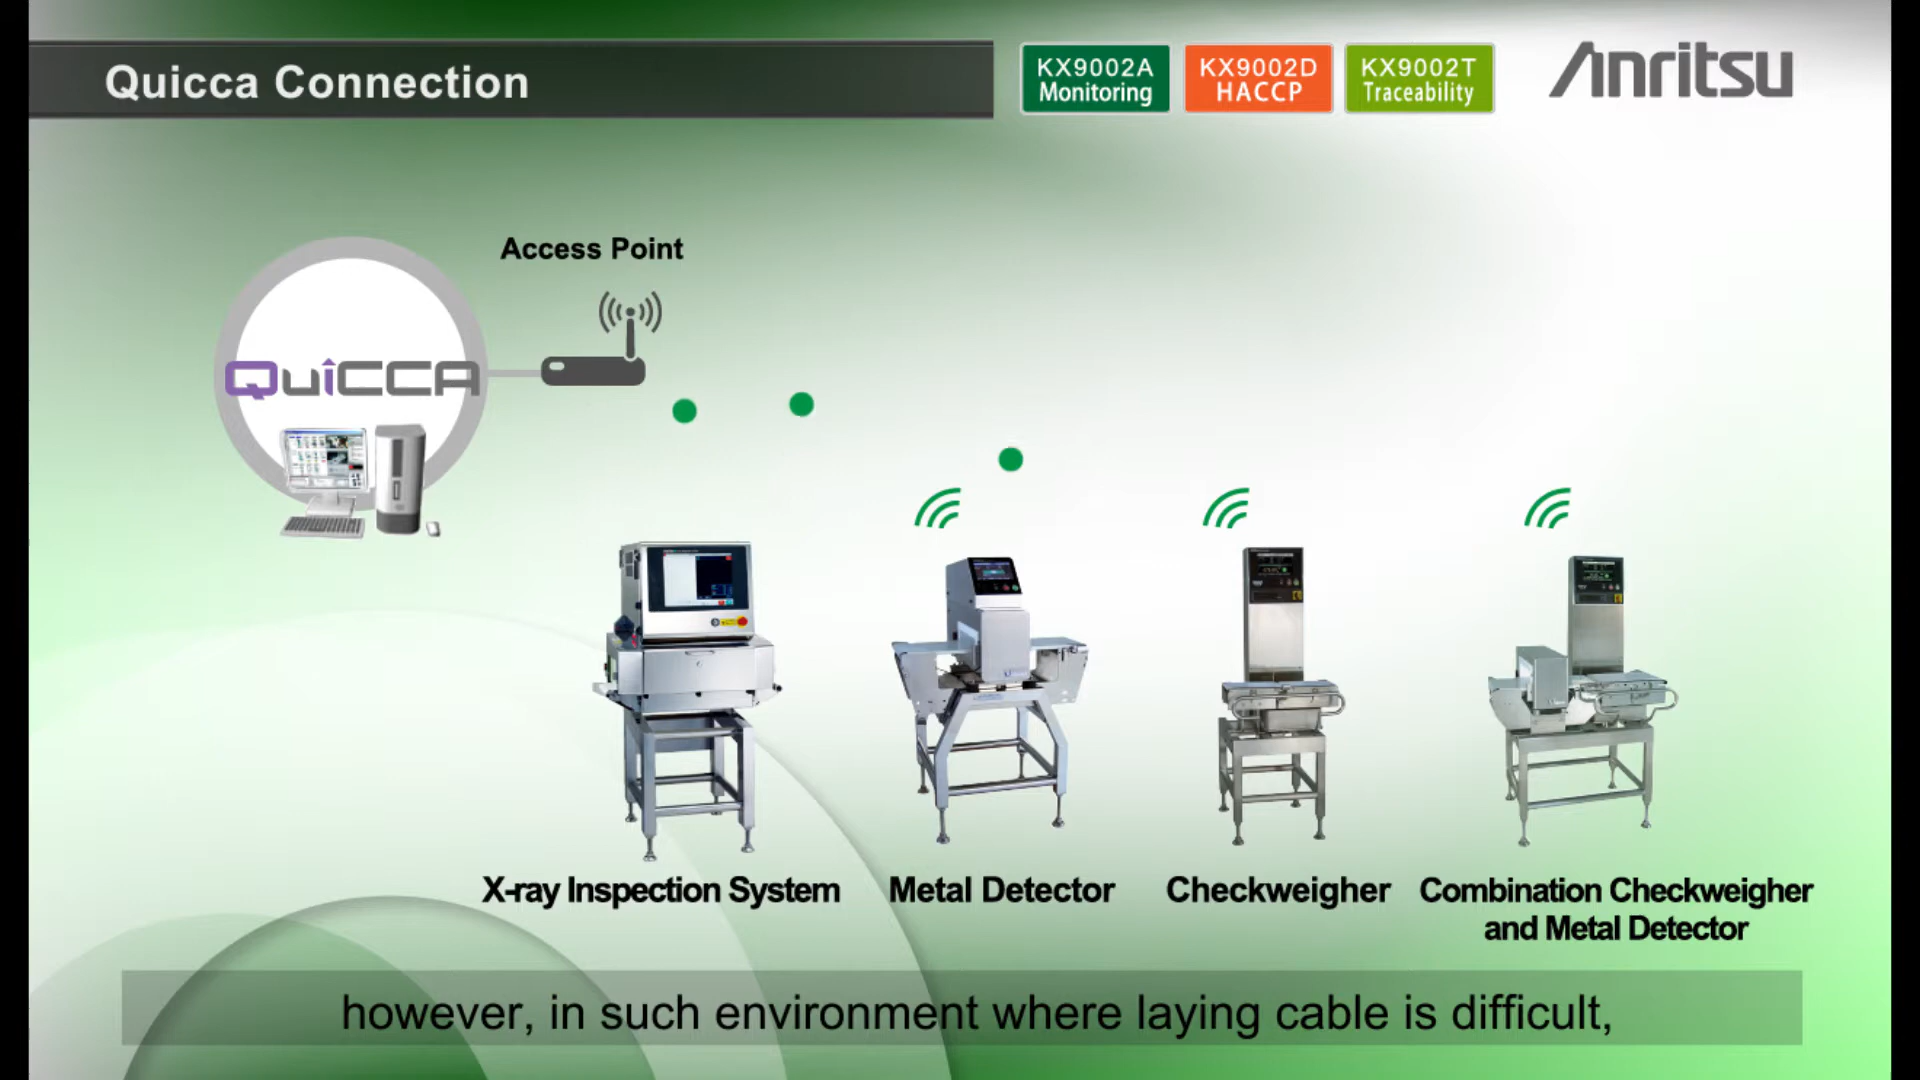 Quicca Connection
KX9002A
Monitoring
KX9002D
HACCP
KX9002T
Traceability
Anritsu
Access Point
QUICCA
X-ray Inspection System
Metal Detector
Checkweigher
Combination Checkweigher
and Metal Detector
however, in such environment where laying cable is difficult,